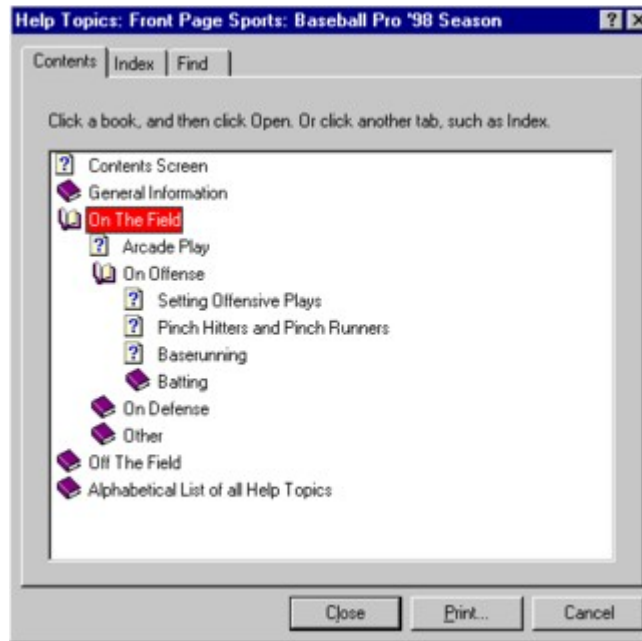 Help Topics: Front Page Sports: Baseball Pro '98 Season
Contents Index Find
Click a book, and then click Open. Or click another tab, such as Index.
Contents Screen
General Information
On The Field
Arcade Play
On Offense
Setting Offensive Plays
Pinch Hitters and Pinch Runners
Baserunning
Batting
On Defense
Other
Off The Field
Alphabetical List of all Help Topics
Close Print... Cancel